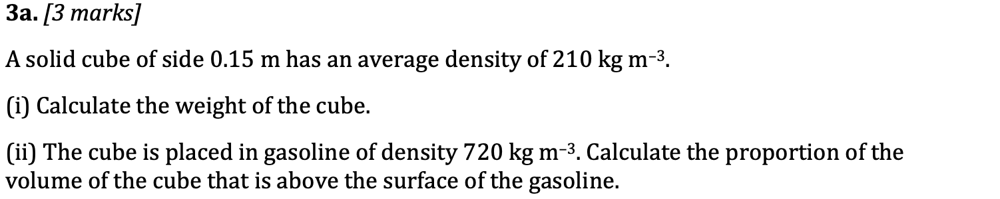 3a. [3 marks]
A solid cube of side 0.15 m has an average density of 210 kg m⁻³.
(i) Calculate the weight of the cube.
(ii) The cube is placed in gasoline of density 720 kg m⁻³. Calculate the proportion of the
volume of the cube that is above the surface of the gasoline.